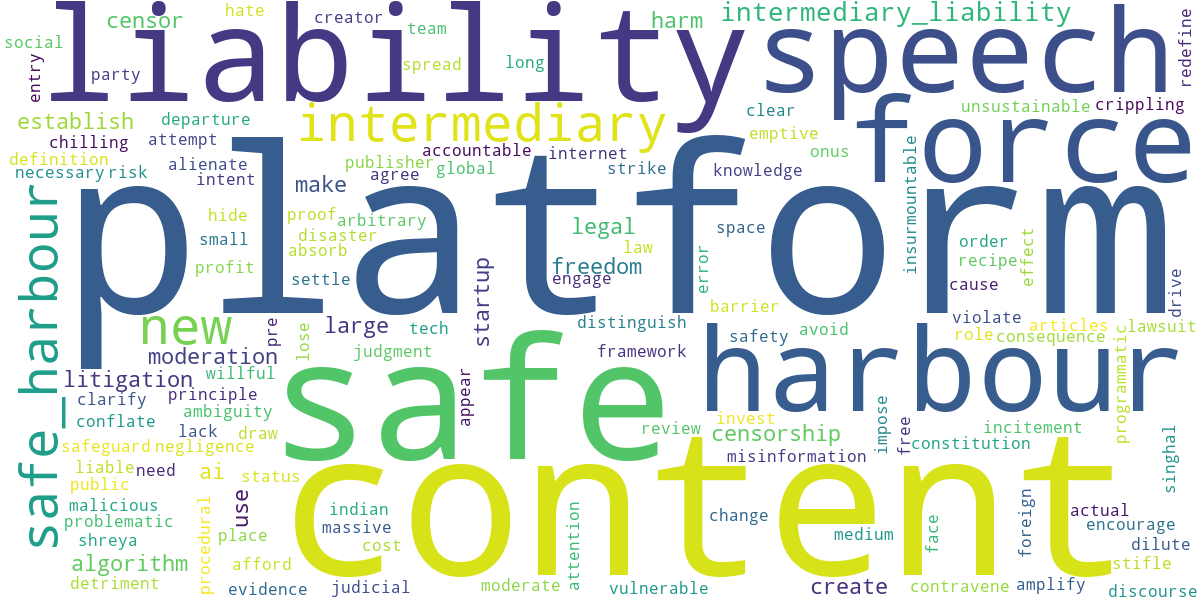 hate
liability
intermediary_liability
censor
creator
harm
speech
redefine
social
team
entry
party
spread
long
establish
departure
intermediary
clear
unsustainable
crippling
force
chilling
attempt
emptive
definition
alienate
publisher
accountable
internet
onus
insurmountable
necessary
risk
intent
make
agree
global
strike
knowledge
safe_harbour
platform
hide
proof
arbitrary
legal
space
small
disaster
law
order
effect
absorb
error
profit
freedom
recipe
settle
engage
startup
cause
drive
barrier
new
pre
large
tech
distinguish
violate
role
articles
lawsuit
lose
safe
safety
avoid
consequence
harbour
moderation
judgment
framework
programmatic
litigation
willful
appear
clarify
principle
impose
free
conflate
ambiguity
invest
lack
draw
review
censorship
incitement
safeguard
negligence
constitution
singhal
liable
need
ai
misinformation
public
status
content
malicious
use
indian
attention
change
foreign
actual
problematic
procedural
massive
face
encourage
shreya
place
cost
medium
dilute
algorithm
afford
stifle
detriment
evidence
judicial
moderate
vulnerable
create
contravene
amplify
discourse